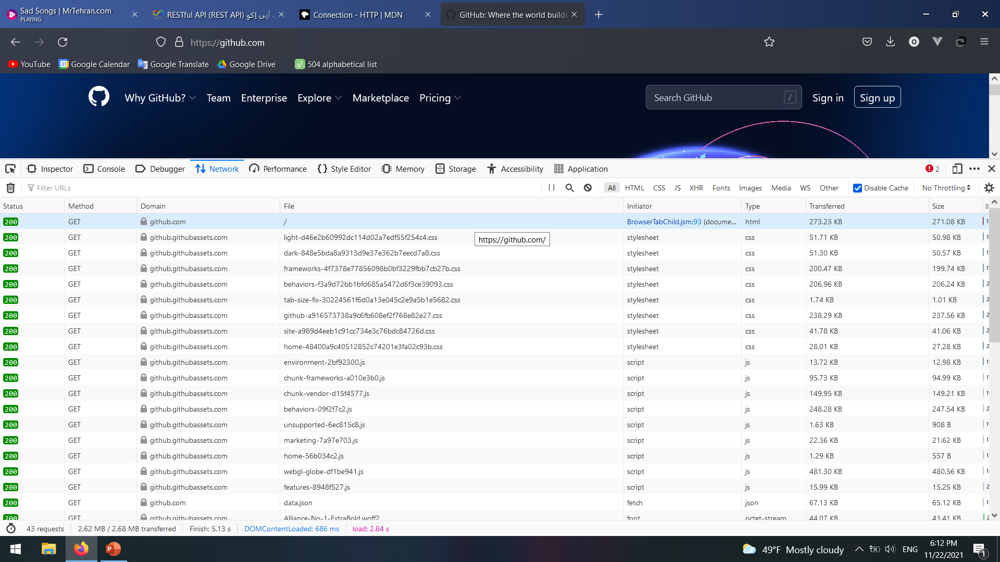 Sad Songs | MrTehran.com
PLAYING
RESTful API (REST API) آپی اِکو
Connection - HTTP | MDN
GitHub: Where the world builds
https://github.com
YouTube Google Calendar Google Translate Google Drive 504 alphabetical list
Why GitHub? Team Enterprise Explore Marketplace Pricing Search GitHub / Sign in Sign up
Inspector Console Debugger Network Performance Style Editor Memory Storage Accessibility Application 2
Filter URLs All HTML CSS JS XHR Fonts Images Media WS Other Disable Cache No Throttling
Status Method Domain File Initiator Type Transferred Size 0
200 GET github.com / BrowserTabChild.jsm:93 (docume... html 273.23 KB 271.08 KB
https://github.com/
200 GET github.githubassets.com light-d46e2b60992dc114d02a7edf55f254c4.css stylesheet css 51.71 KB 50.98 KB
200 GET github.githubassets.com dark-848e5bda8a9313d9e37e362b7eecd7a8.css stylesheet css 51.30 KB 50.57 KB
200 GET github.githubassets.com frameworks-4f7378e77856098b0bf3229fbb7cb27b.css stylesheet css 200.47 KB 199.74 KB
200 GET github.githubassets.com behaviors-f3a9d72bb1bfd685a5472d6f3ce39093.css stylesheet css 206.96 KB 206.24 KB
200 GET github.githubassets.com tab-size-fix-30224561f6d0a13e045c2e9a5b1e5682.css stylesheet css 1.74 KB 1.01 KB
200 GET github.githubassets.com github-a916573738a9c6fb608ef2f768e82e27.css stylesheet css 238.29 KB 237.56 KB
200 GET github.githubassets.com site-a989d4eeb1c91cc734e3c76bdc84726d.css stylesheet css 41.78 KB 41.06 KB
200 GET github.githubassets.com home-48400a9c40512852c74201e3fa02c93b.css stylesheet css 28.01 KB 27.28 KB
200 GET github.githubassets.com environment-2bf92300.js script js 13.72 KB 12.98 KB
200 GET github.githubassets.com chunk-frameworks-a010e3b0.js script js 95.73 KB 94.99 KB
200 GET github.githubassets.com chunk-vendor-d15f4577.js script js 149.95 KB 149.21 KB
200 GET github.githubassets.com behaviors-09f2f7c2.js script js 248.28 KB 247.54 KB
200 GET github.githubassets.com unsupported-6ec815c8.js script js 1.63 KB 908 B
200 GET github.githubassets.com marketing-7a97e703.js script js 22.36 KB 21.62 KB
200 GET github.githubassets.com home-56b034c2.js script js 1.29 KB 557 B
200 GET github.githubassets.com webgl-globe-df1be941.js script js 481.30 KB 480.56 KB
200 GET github.githubassets.com features-8948f527.js script js 15.99 KB 15.25 KB
200 GET github.com data.json fetch json 67.13 KB 65.12 KB
200 GET github.githubassets.com Alliance-No-1-ExtraBold.woff2 font octet-stream 44.07 KB 43.41 KB
43 requests 2.62 MB / 2.68 MB transferred Finish: 5.13 s DOMContentLoaded: 686 ms load: 2.84 s
49°F Mostly cloudy ENG 6:12 PM
11/22/2021 1